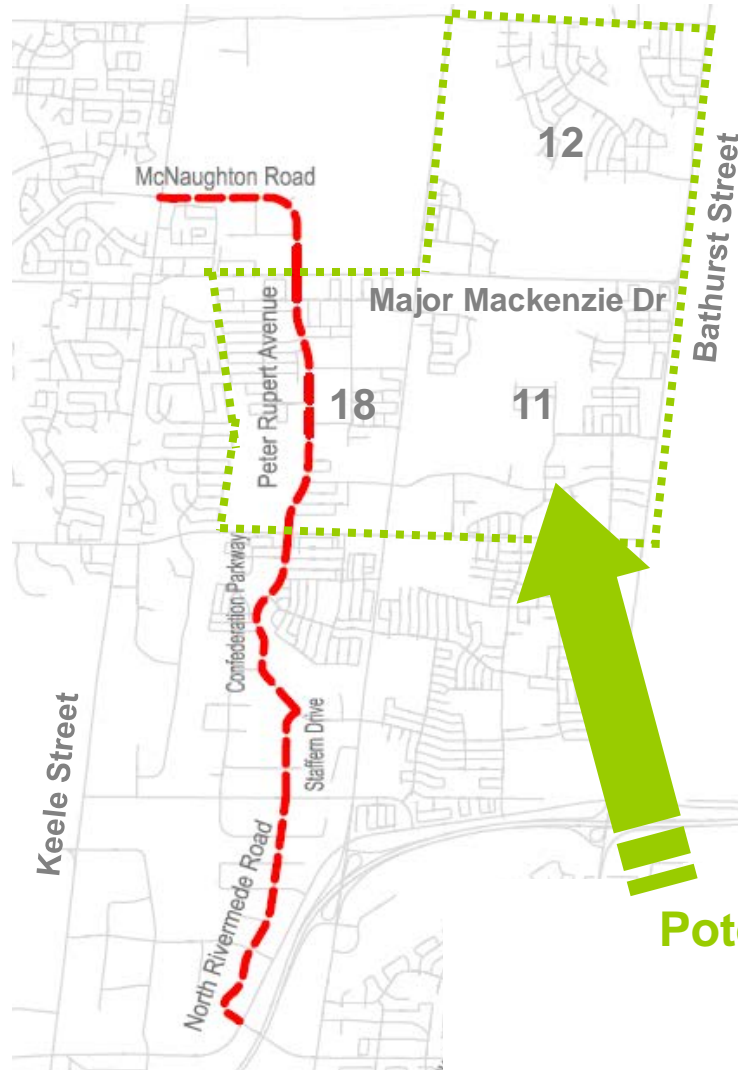 12
McNaughton Road
Bathurst Street
Major Mackenzie Dr
Peter Rupert Avenue
18
11
Confederation Parkway
Staffern Drive
Keele Street
North Rivermede Road
Pot